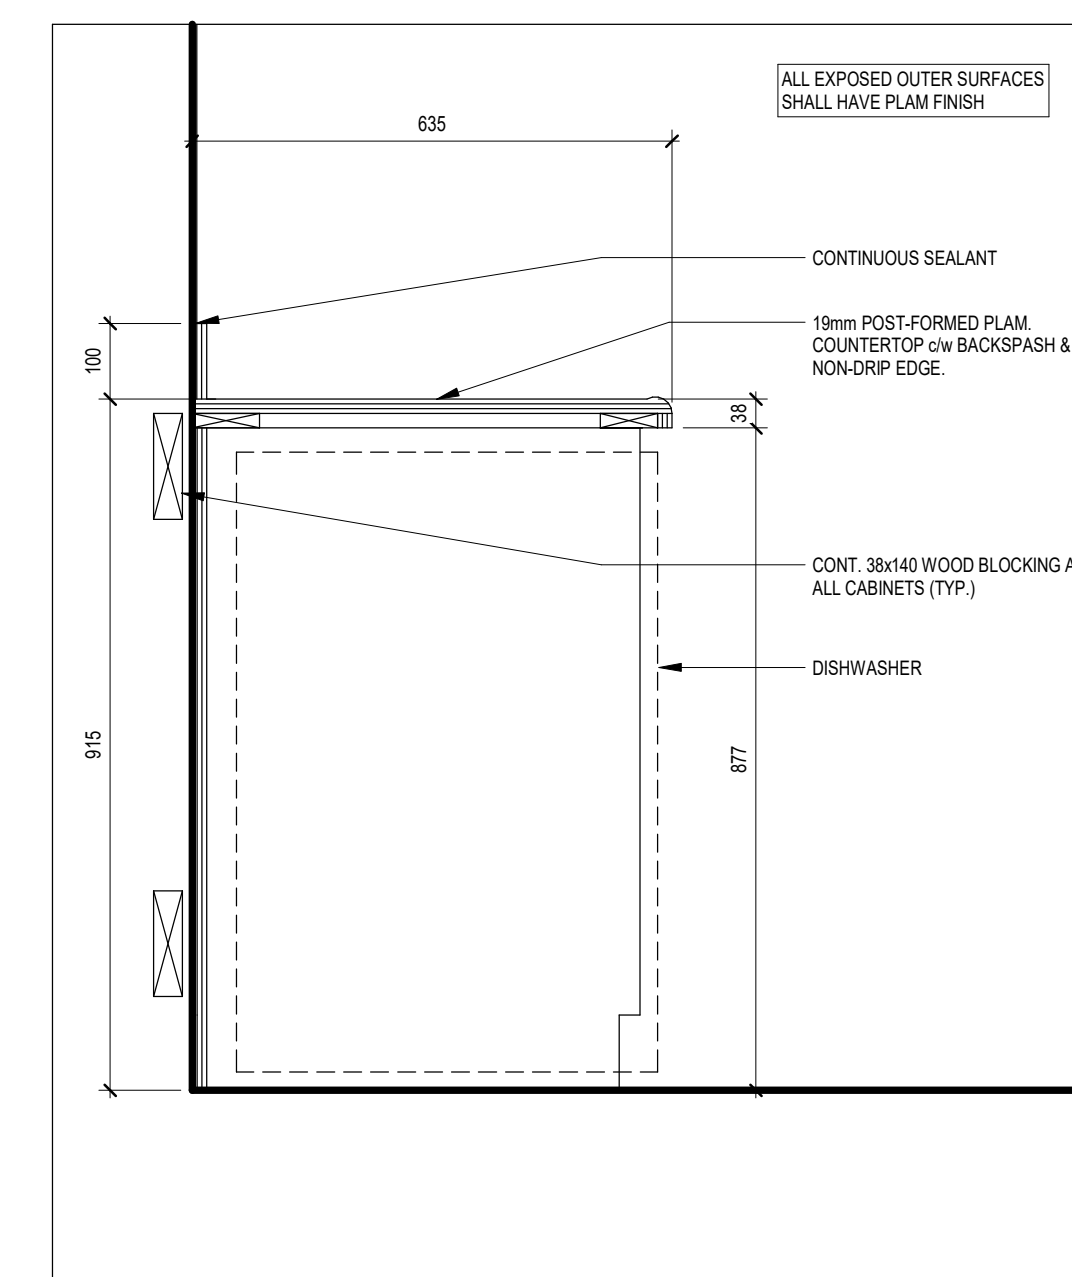 ALL EXPOSED OUTER SURFACES
SHALL HAVE PLAM FINISH
635
CONTINUOUS SEALANT
19mm POST-FORMED PLAM.
COUNTERTOP c/w BACKSPASH &
NON-DRIP EDGE.
100
38
CONT. 38x140 WOOD BLOCKING A
ALL CABINETS (TYP.)
DISHWASHER
915
877